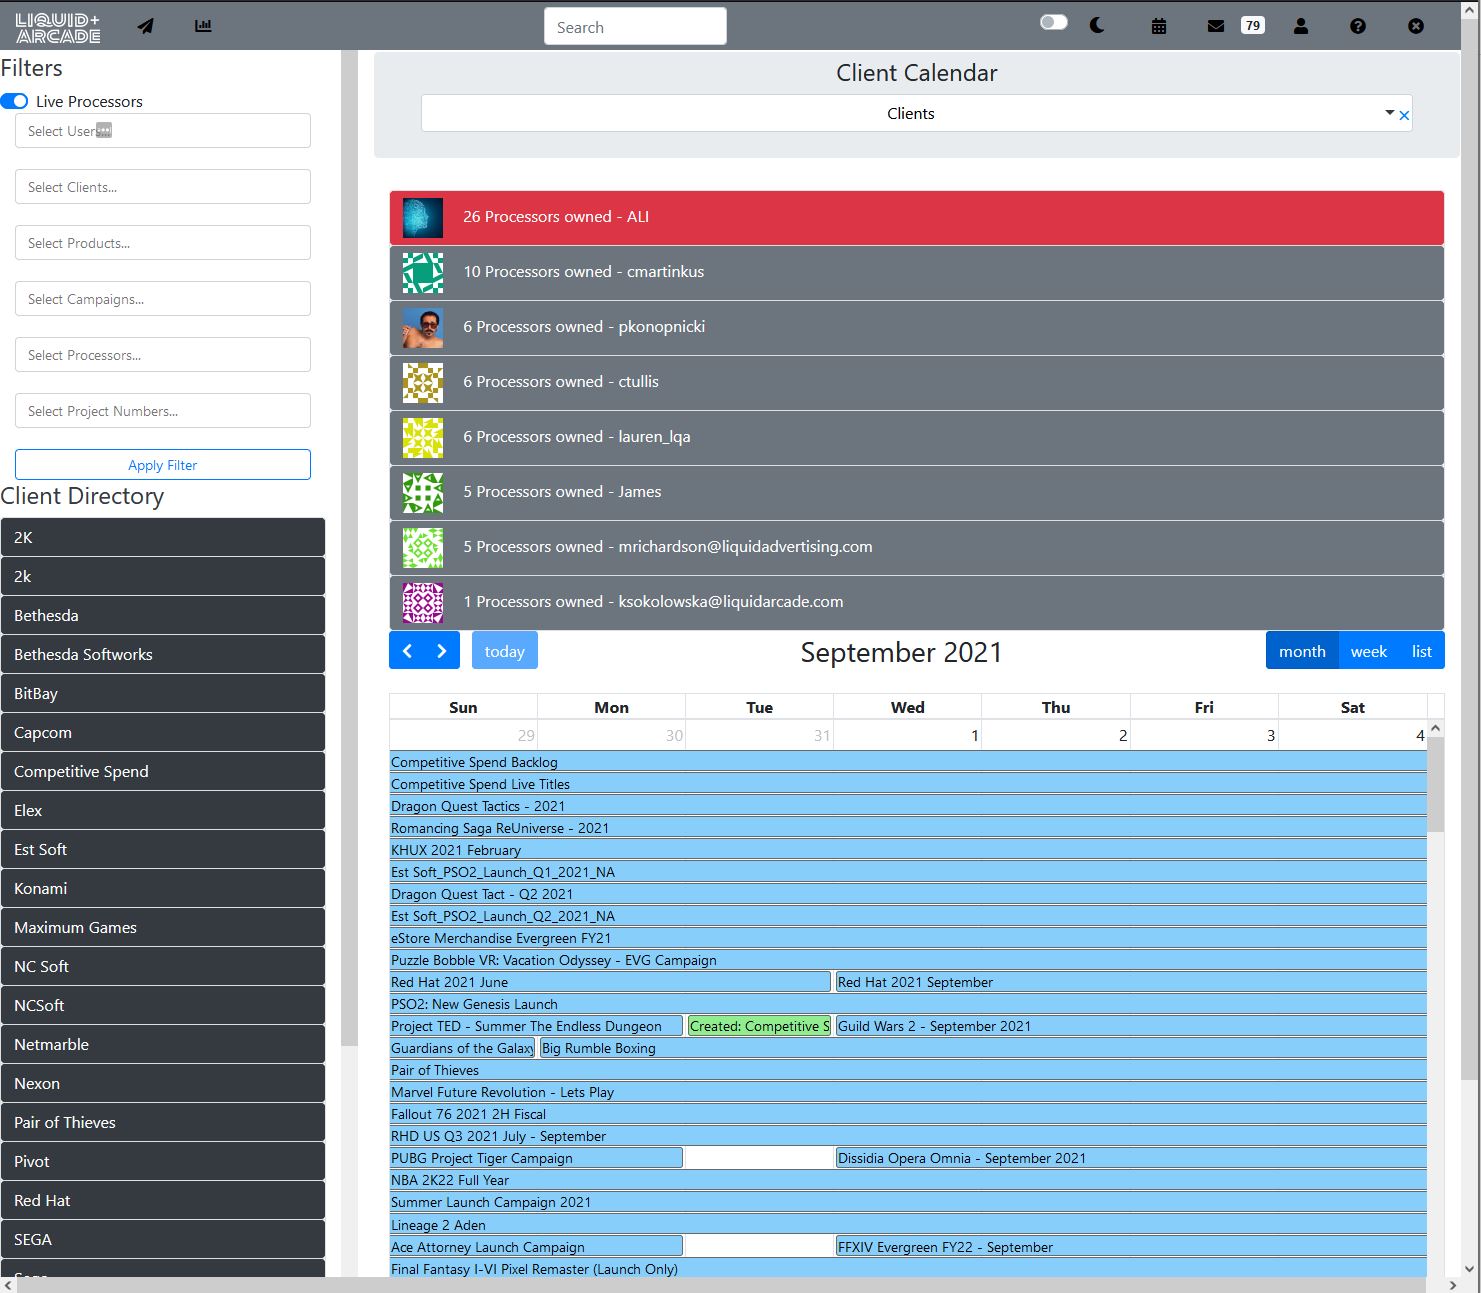 LIQUID+
ARCADE
Search
79
Filters
Live Processors
Select Users
Select Clients...
Select Products...
Select Campaigns...
Select Processors...
Select Project Numbers...
Apply Filter
Client Directory
2K
2k
Bethesda
Bethesda Softworks
BitBay
Capcom
Competitive Spend
Elex
Est Soft
Konami
Maximum Games
NC Soft
NCSoft
Netmarble
Nexon
Pair of Thieves
Pivot
Red Hat
SEGA
Sega
Client Calendar
Clients
26 Processors owned - ALI
10 Processors owned - cmartinkus
6 Processors owned - pkonopnicki
6 Processors owned - ctullis
6 Processors owned - lauren_lqa
5 Processors owned - James
5 Processors owned - mrichardson@liquidadvertising.com
1 Processors owned - ksokolowska@liquidarcade.com
today
September 2021
month week list
Sun Mon Tue Wed Thu Fri Sat
29 30 31 1 2 3 4
Competitive Spend Backlog
Competitive Spend Live Titles
Dragon Quest Tactics - 2021
Romancing Saga ReUniverse - 2021
KHUX 2021 February
Est Soft_PSO2_Launch_Q1_2021_NA
Dragon Quest Tact - Q2 2021
Est Soft_PSO2_Launch_Q2_2021_NA
eStore Merchandise Evergreen FY21
Puzzle Bobble VR: Vacation Odyssey - EVG Campaign
Red Hat 2021 June Red Hat 2021 September
PSO2: New Genesis Launch
Project TED - Summer The Endless Dungeon Created: Competitive S Guild Wars 2 - September 2021
Guardians of the Galaxy Big Rumble Boxing
Pair of Thieves
Marvel Future Revolution - Lets Play
Fallout 76 2021 2H Fiscal
RHD US Q3 2021 July - September
PUBG Project Tiger Campaign Dissidia Opera Omnia - September 2021
NBA 2K22 Full Year
Summer Launch Campaign 2021
Lineage 2 Aden
Ace Attorney Launch Campaign FFXIV Evergreen FY22 - September
Final Fantasy I-VI Pixel Remaster (Launch Only)